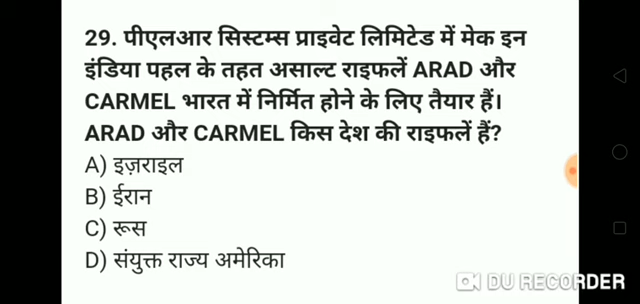 29. पीएलआर सिस्टम्स प्राइवेट लिमिटेड में मेक इन
इंडिया पहल के तहत असाल्ट राइफलें ARAD और
CARMEL भारत में निर्मित होने के लिए तैयार हैं।
ARAD और CARMEL किस देश की राइफलें हैं?
A) इज़राइल
B) ईरान
C) रूस
D) संयुक्त राज्य अमेरिका
DU RECORDER